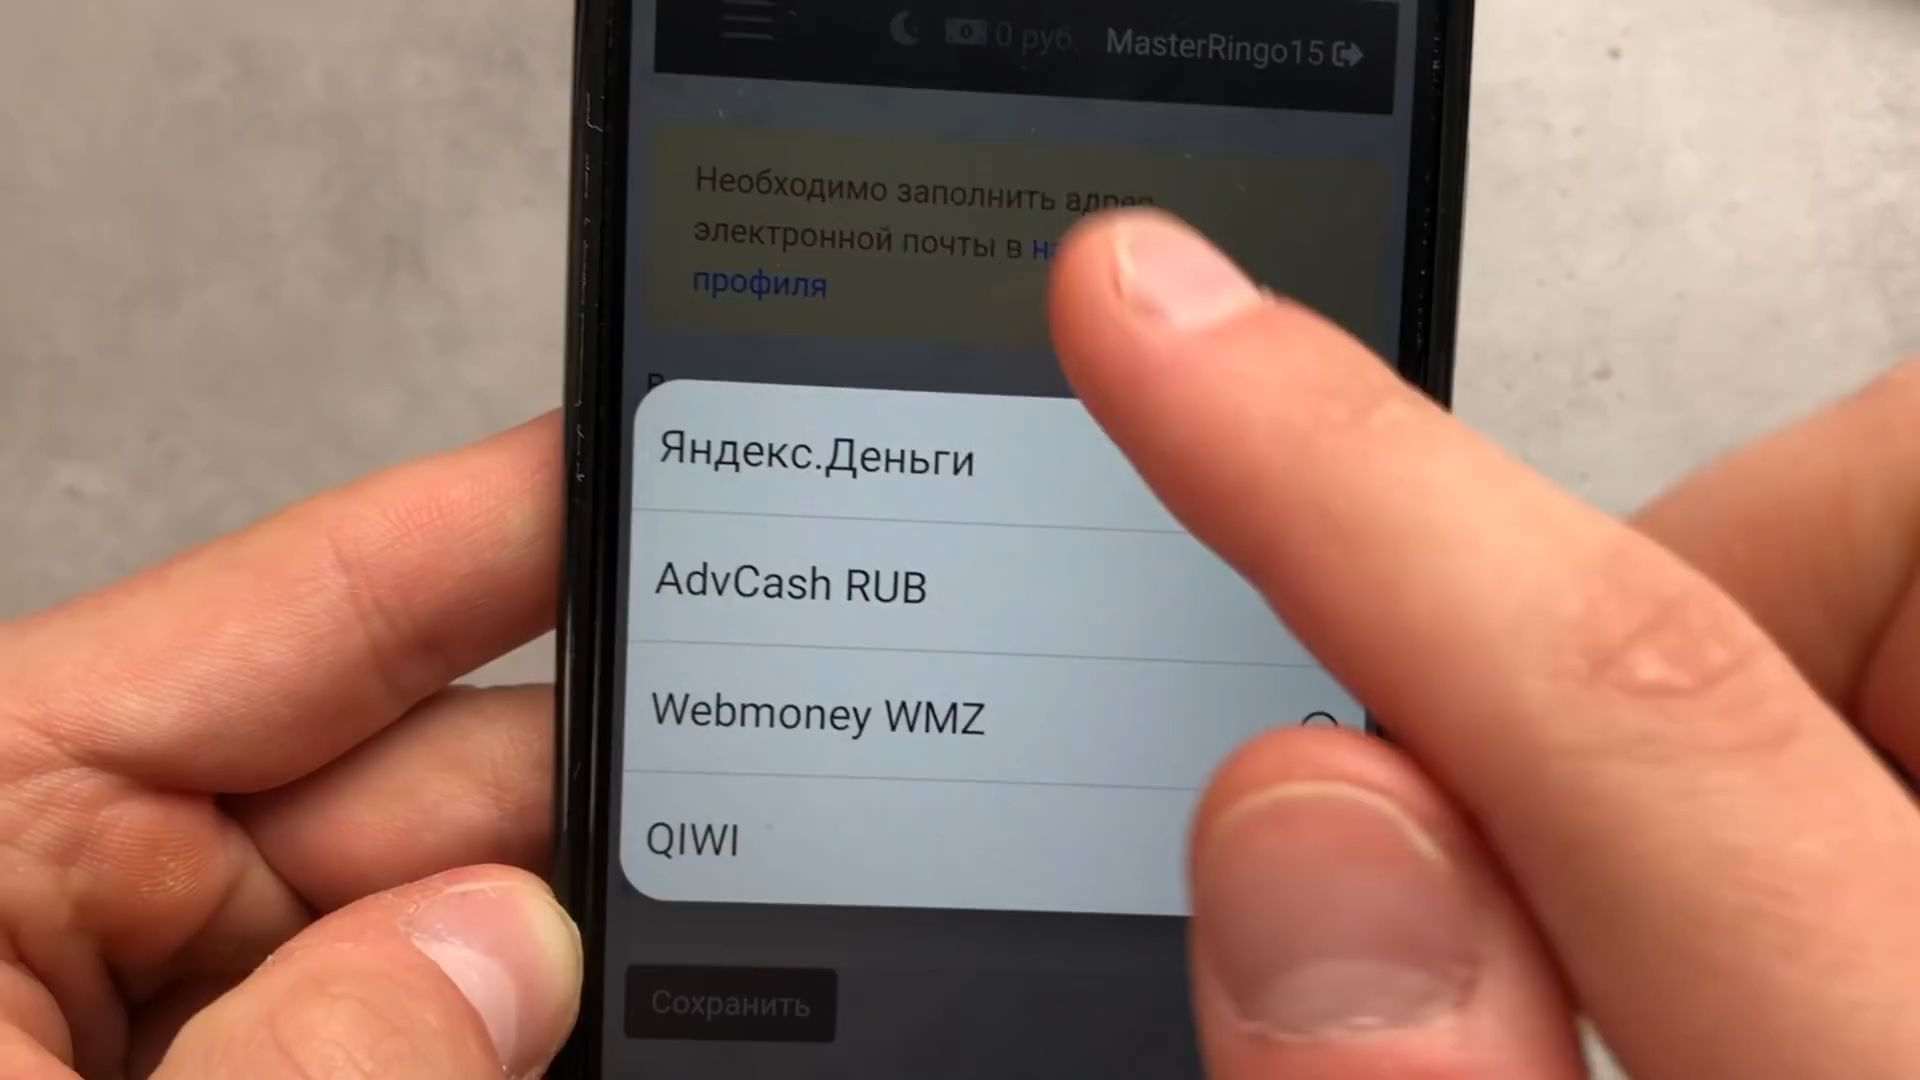 0 руб
MasterRingo15
Необходимо заполнить адрес
электронной почты в
профиля
Яндекс.Деньги
AdvCash RUB
Webmoney WMZ
QIWI
Сохранить